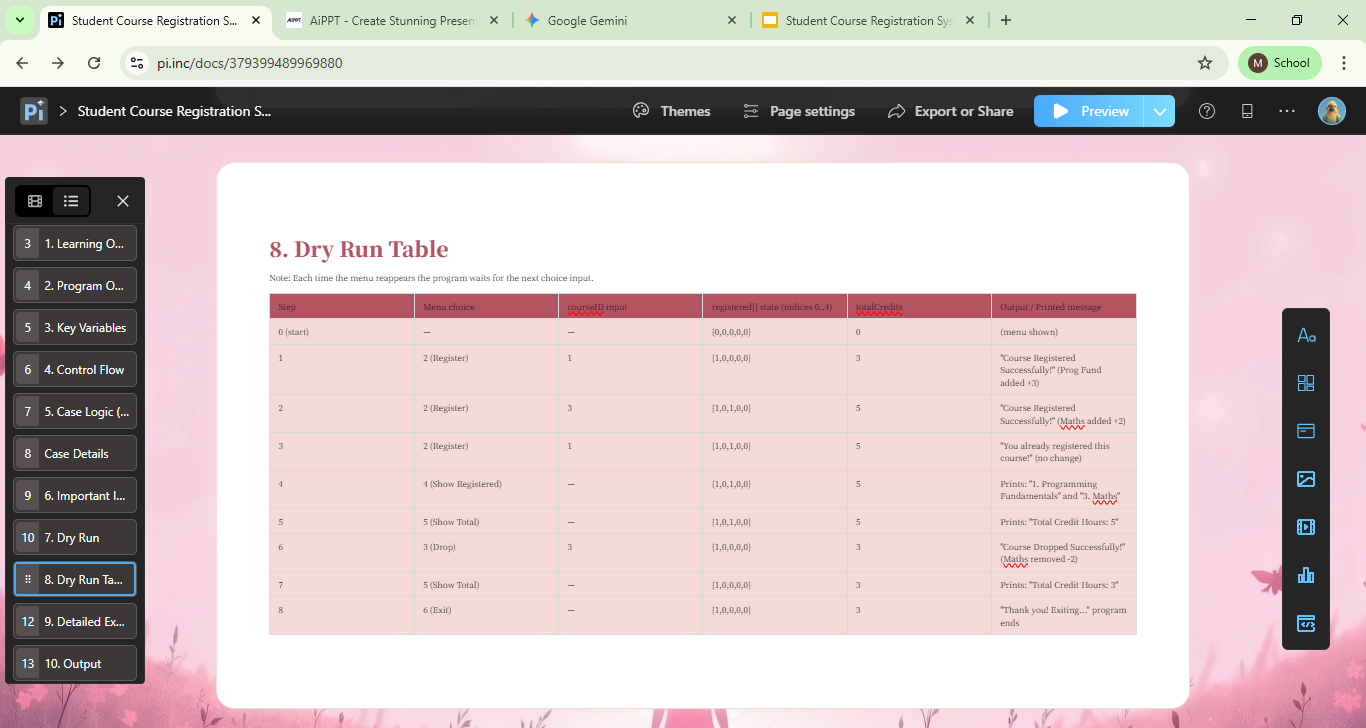 Student Course Registration S...
AiPPT - Create Stunning Presen
Google Gemini
Student Course Registration Sys
pi.inc/docs/379399489969880
M School
Pi > Student Course Registration S...
Themes
Page settings
Export or Share
Preview
3 1. Learning O...
4 2. Program O...
5 3. Key Variables
6 4. Control Flow
7 5. Case Logic (...
8 Case Details
9 6. Important I...
10 7. Dry Run
8. Dry Run Ta...
12 9. Detailed Ex...
13 10. Output
8. Dry Run Table
Note: Each time the menu reappears the program waits for the next choice input.
Step Menu choice courseID input registered[] state (indices 0..4) totalCredits Output / Printed message
0 (start) — — {0,0,0,0,0} 0 (menu shown)
1 2 (Register) 1 {1,0,0,0,0} 3 "Course Registered
Successfully!" (Prog Fund
added +3)
2 2 (Register) 3 {1,0,1,0,0} 5 "Course Registered
Successfully!" (Maths added +2)
3 2 (Register) 1 {1,0,1,0,0} 5 "You already registered this
course!" (no change)
4 4 (Show Registered) — {1,0,1,0,0} 5 Prints: "1. Programming
Fundamentals" and "3. Maths"
5 5 (Show Total) — {1,0,1,0,0} 5 Prints: "Total Credit Hours: 5"
6 3 (Drop) 3 {1,0,0,0,0} 3 "Course Dropped Successfully!"
(Maths removed -2)
7 5 (Show Total) — {1,0,0,0,0} 3 Prints: "Total Credit Hours: 3"
8 6 (Exit) — {1,0,0,0,0} 3 "Thank you! Exiting..." program
ends
Aa